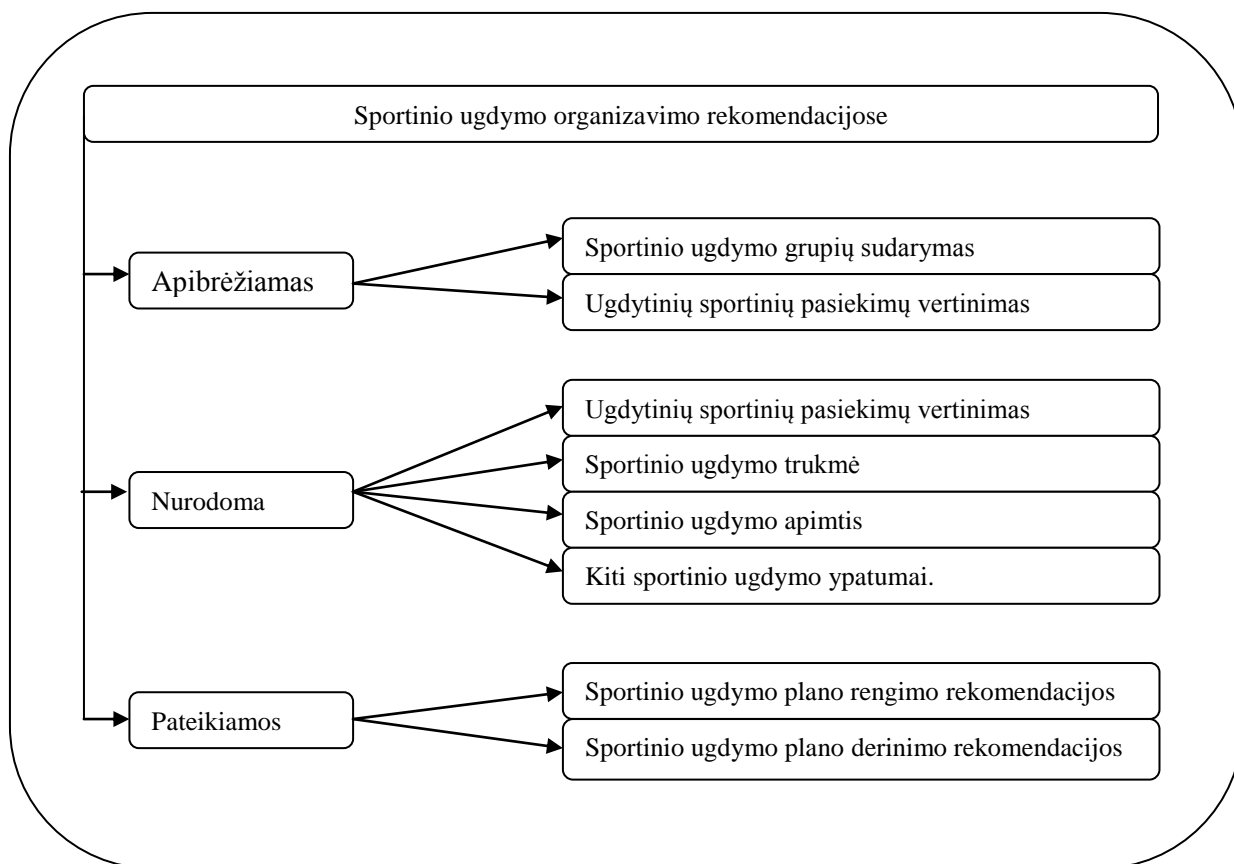 Sportinio ugdymo organizavimo rekomendacijose
Apibrėžiamas
Sportinio ugdymo grupių sudarymas
Ugdytinių sportinių pasiekimų vertinimas
Nurodoma
Ugdytinių sportinių pasiekimų vertinimas
Sportinio ugdymo trukmė
Sportinio ugdymo apimtis
Kiti sportinio ugdymo ypatumai.
Pateikiamos
Sportinio ugdymo plano rengimo rekomendacijos
Sportinio ugdymo plano derinimo rekomendacijos